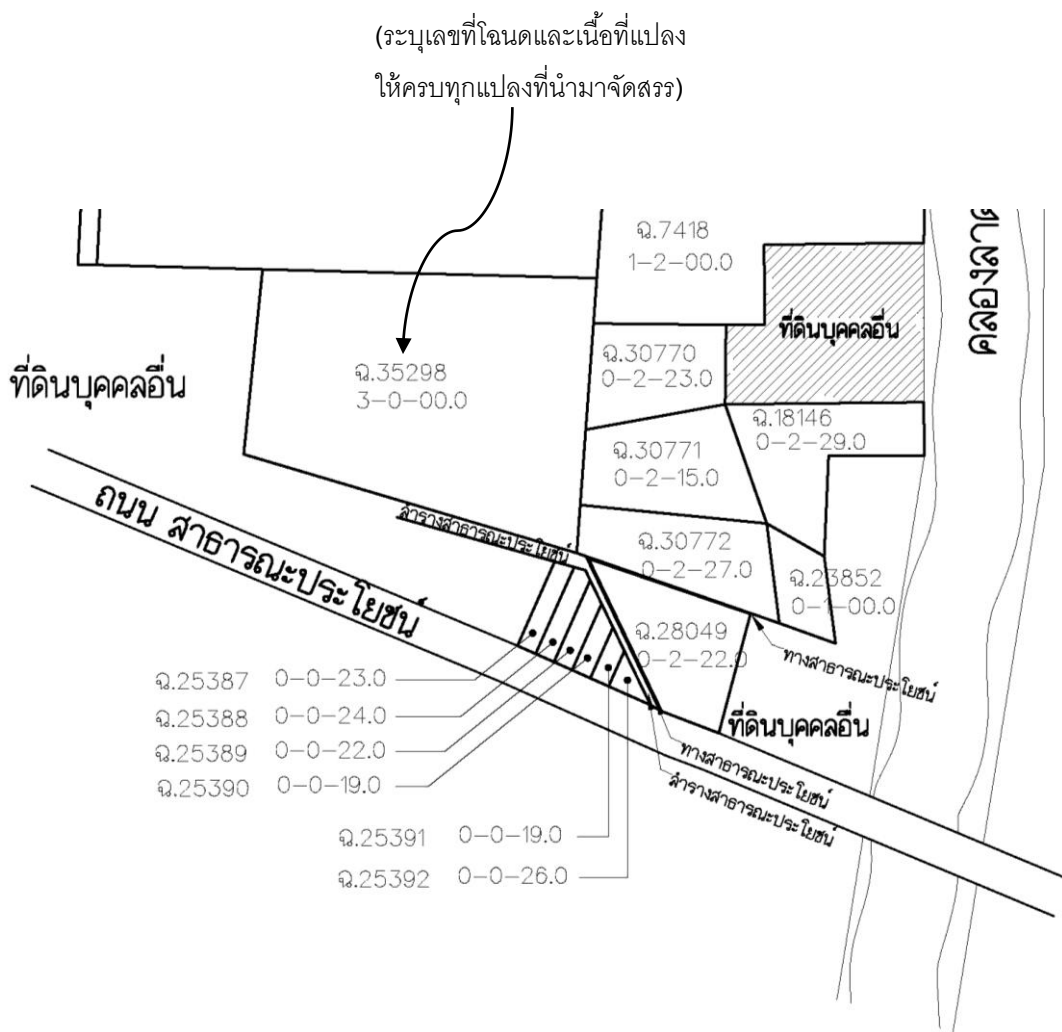 (ระบุเลขที่โฉนดและเนื้อที่แปลง
ให้ครบทุกแปลงที่นำมาจัดสรร)
ฉ.7418
1-2-00.0
ที่ดินบุคคลอื่น
ฉ.35298
3-0-00.0
ที่ดินบุคคลอื่น
ฉ.30770
0-2-23.0
ฉ.18146
0-2-29.0
ฉ.30771
0-2-15.0
ถนน สาธารณะประโยชน์
ลำรางสาธารณะประโยชน์
ฉ.30772
0-2-27.0
ฉ.23852
0-1-00.0
ฉ.28049
0-2-22.0
ทางสาธารณะประโยชน์
ที่ดินบุคคลอื่น
ทางสาธารณะประโยชน์
ลำรางสาธารณะประโยชน์
ฉ.25387 0-0-23.0
ฉ.25388 0-0-24.0
ฉ.25389 0-0-22.0
ฉ.25390 0-0-19.0
ฉ.25391 0-0-19.0
ฉ.25392 0-0-26.0